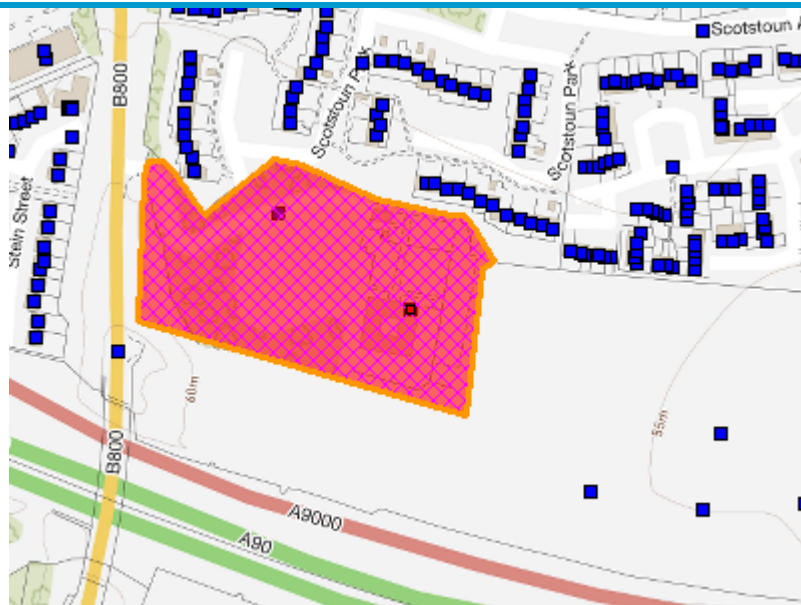 Scotstoun A
B800
Scotstoun Park
Scotstoun Park
Stein Street
60m
55m
B800
A9000
A90